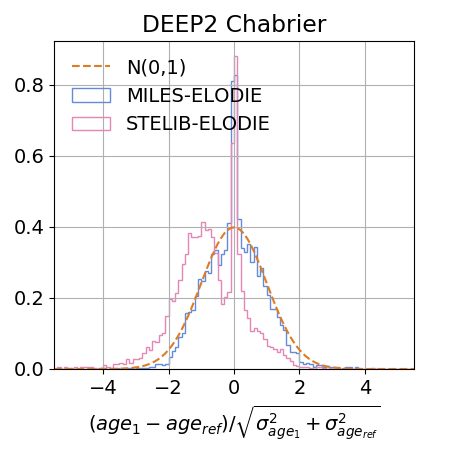 DEEP2 Chabrier
N(0,1)
MILES-ELODIE
STELIB-ELODIE
0.8
0.6
0.4
0.2
0.0
−4 −2 0 2 4
(age₁ − age_ref)/√(σ²_age₁ + σ²_age_ref)